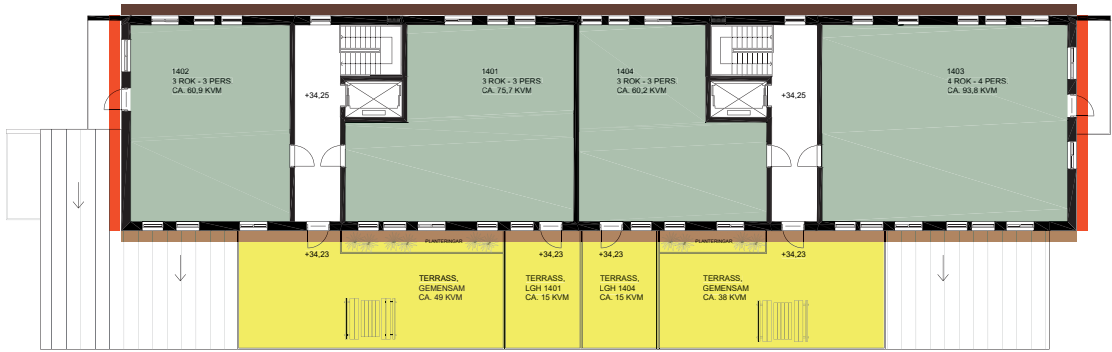 1402
3 ROK - 3 PERS.
CA. 60,9 KVM
+34,25
1401
3 ROK - 3 PERS.
CA. 75,7 KVM
1404
3 ROK - 3 PERS.
CA. 60,2 KVM
+34,25
1403
4 ROK - 4 PERS.
CA. 93,8 KVM
+34,23
PLANTERINGAR
+34,23
+34,23
PLANTERINGAR
+34,23
TERRASS,
GEMENSAM
CA. 49 KVM
TERRASS,
LGH 1401
CA. 15 KVM
TERRASS,
LGH 1404
CA. 15 KVM
TERRASS,
GEMENSAM
CA. 38 KVM